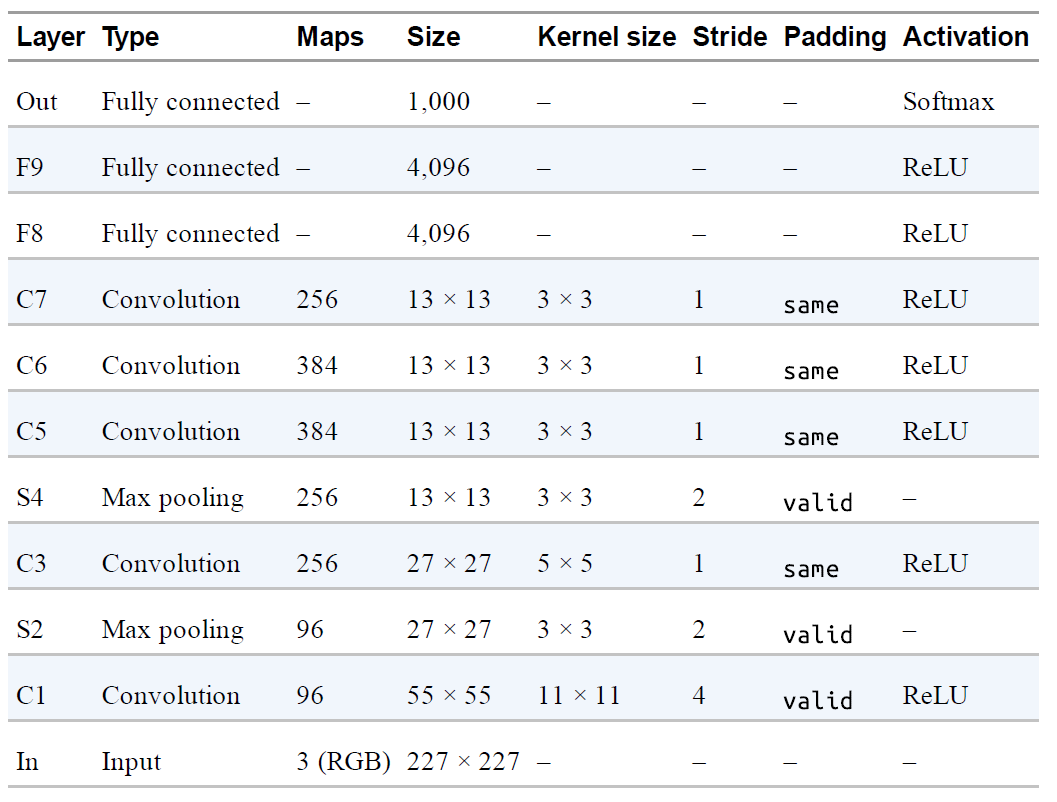 Layer Type Maps Size Kernel size Stride Padding Activation
Out Fully connected – 1,000 – – – Softmax
F9 Fully connected – 4,096 – – – ReLU
F8 Fully connected – 4,096 – – – ReLU
C7 Convolution 256 13 × 13 3 × 3 1 same ReLU
C6 Convolution 384 13 × 13 3 × 3 1 same ReLU
C5 Convolution 384 13 × 13 3 × 3 1 same ReLU
S4 Max pooling 256 13 × 13 3 × 3 2 valid –
C3 Convolution 256 27 × 27 5 × 5 1 same ReLU
S2 Max pooling 96 27 × 27 3 × 3 2 valid –
C1 Convolution 96 55 × 55 11 × 11 4 valid ReLU
In Input 3 (RGB) 227 × 227 – – – –